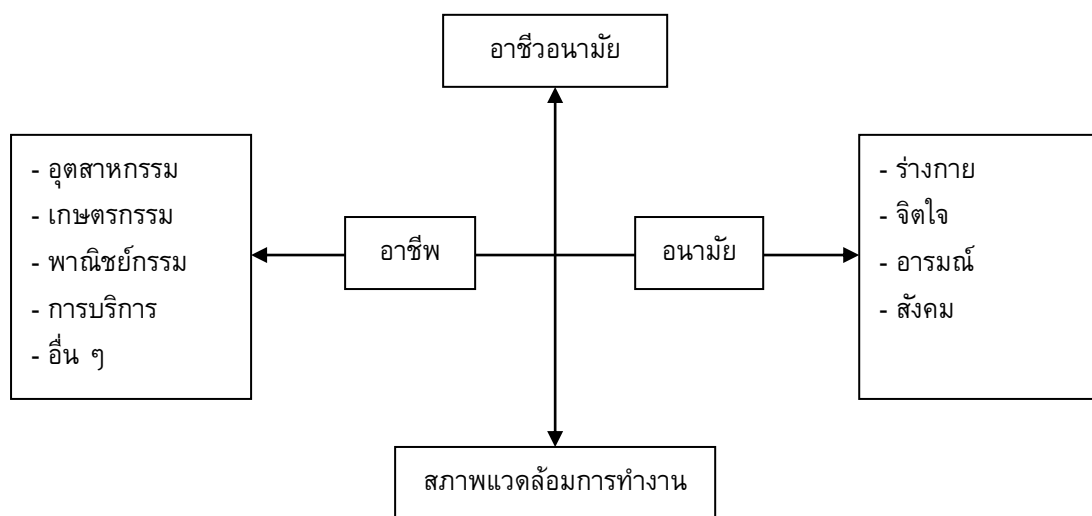 อาชีวอนามัย
- อุตสาหกรรม
- เกษตรกรรม
- พาณิชย์กรรม
- การบริการ
- อื่น ๆ
อาชีพ
อนามัย
- ร่างกาย
- จิตใจ
- อารมณ์
- สังคม
สภาพแวดล้อมการทำงาน